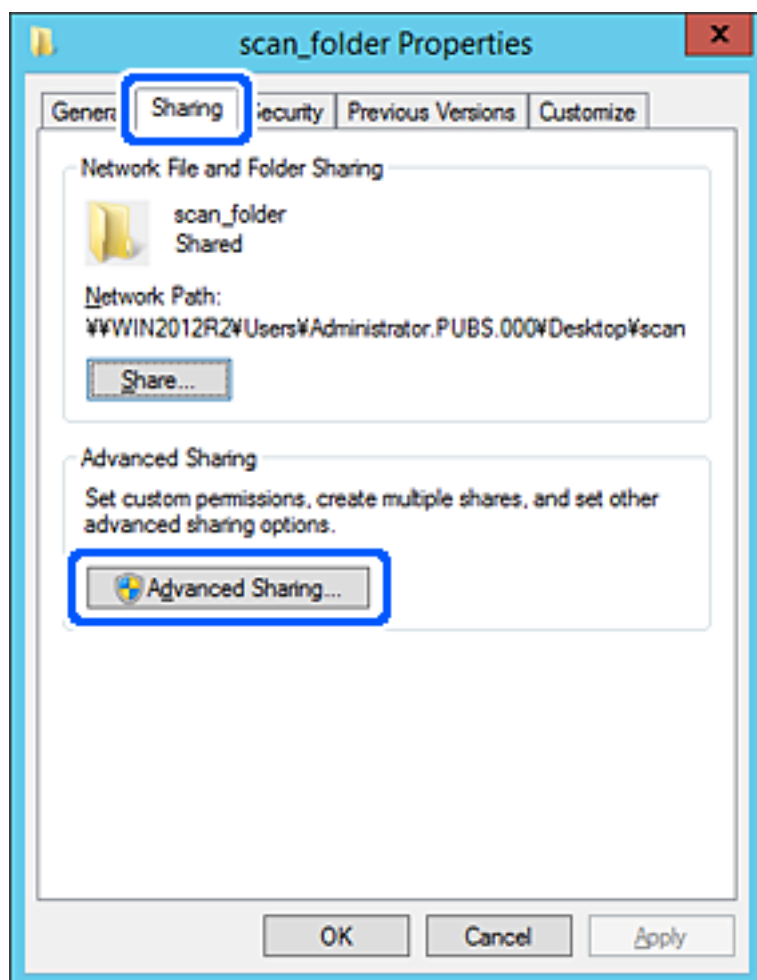 scan_folder Properties
Sharing Previous Versions Customize
Network File and Folder Sharing
scan_folder
Shared
Network Path:
¥¥WIN2012R2¥Users¥Administrator.PUBS.000¥Desktop¥scan
Share...
Advanced Sharing
Set custom permissions, create multiple shares, and set other
advanced sharing options.
Advanced Sharing...
OK Cancel Apply